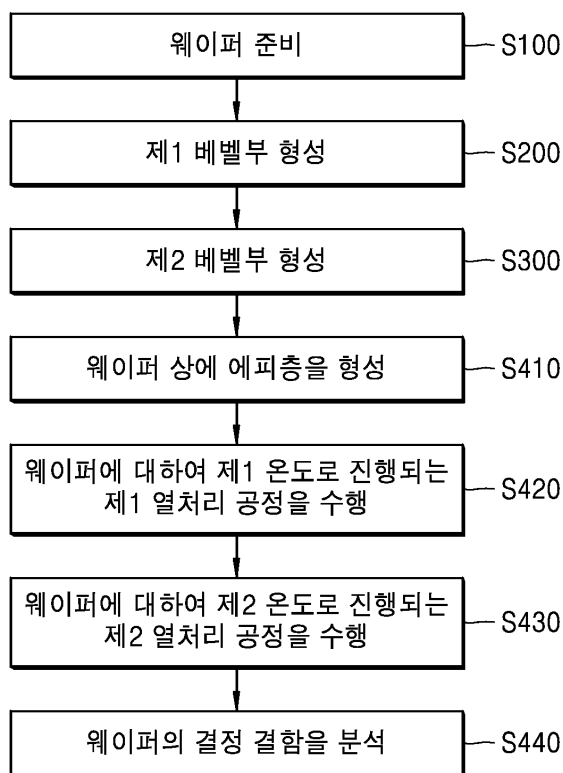 웨이퍼 준비
S100
제1 베벨부 형성
S200
제2 베벨부 형성
S300
웨이퍼 상에 에피층을 형성
S410
웨이퍼에 대하여 제1 온도로 진행되는
제1 열처리 공정을 수행
S420
웨이퍼에 대하여 제2 온도로 진행되는
제2 열처리 공정을 수행
S430
웨이퍼의 결정 결함을 분석
S440